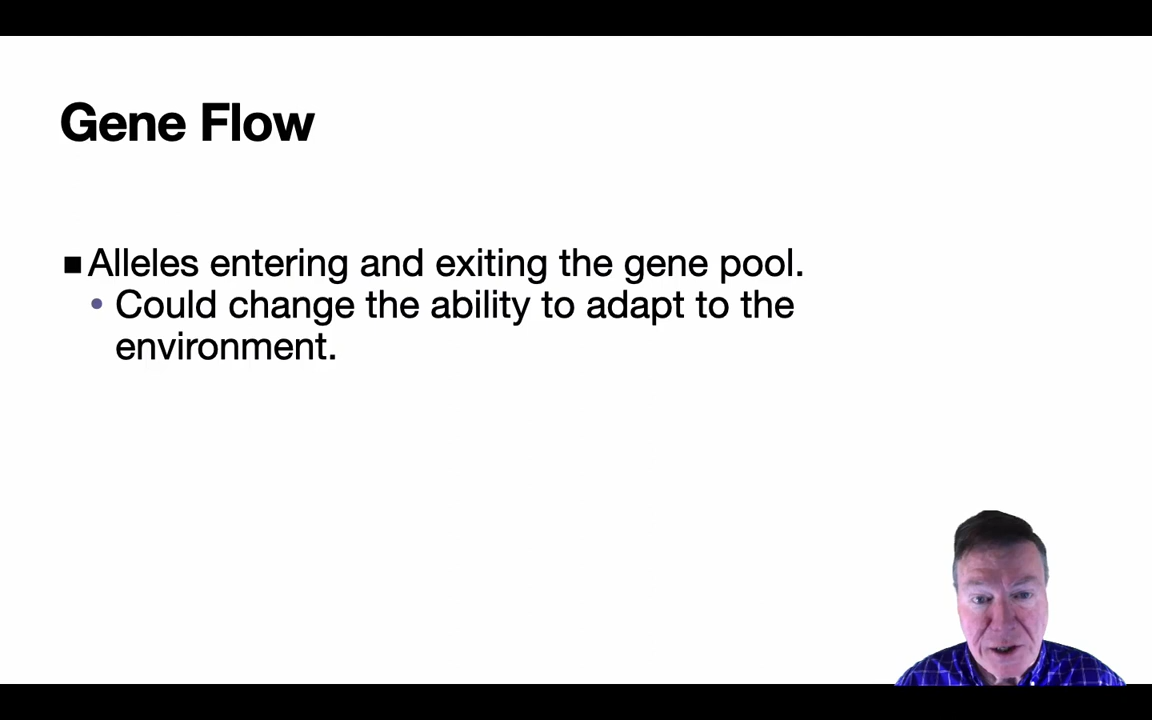 Gene Flow
■ Alleles entering and exiting the gene pool.
• Could change the ability to adapt to the
environment.